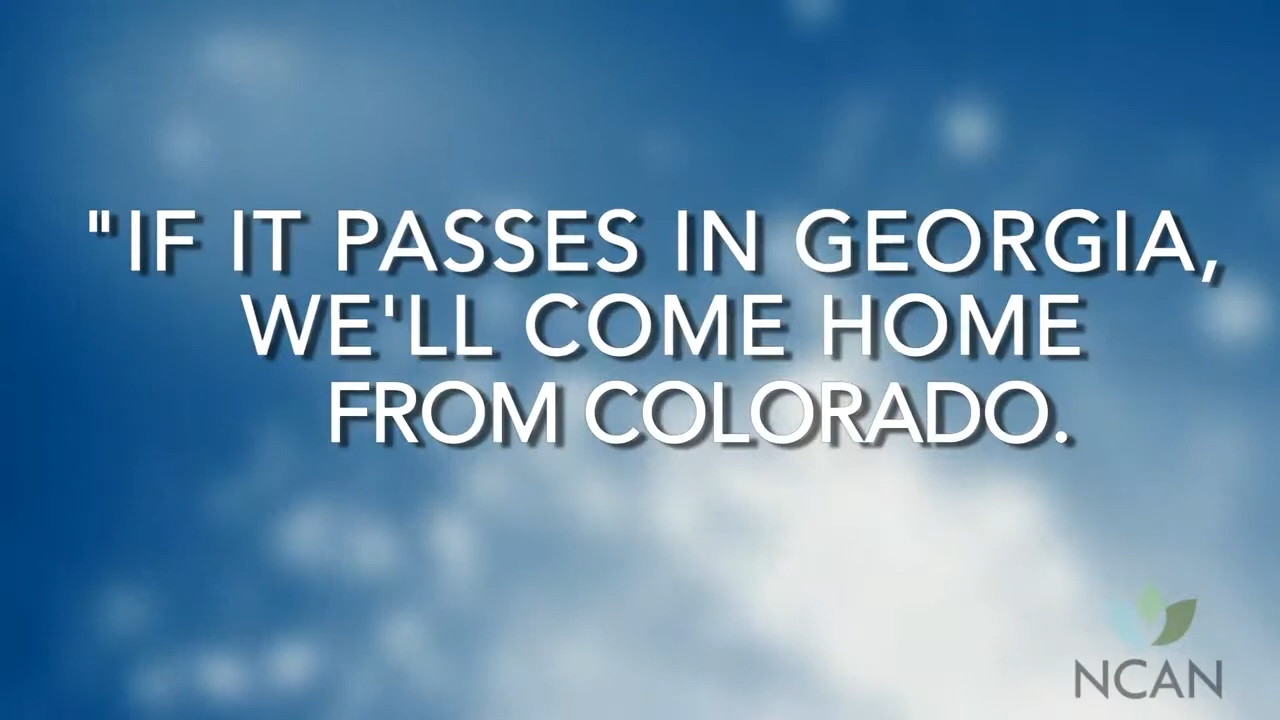 "IF IT PASSES IN GEORGIA,
WE'LL COME HOME
FROM COLORADO.
NCAN